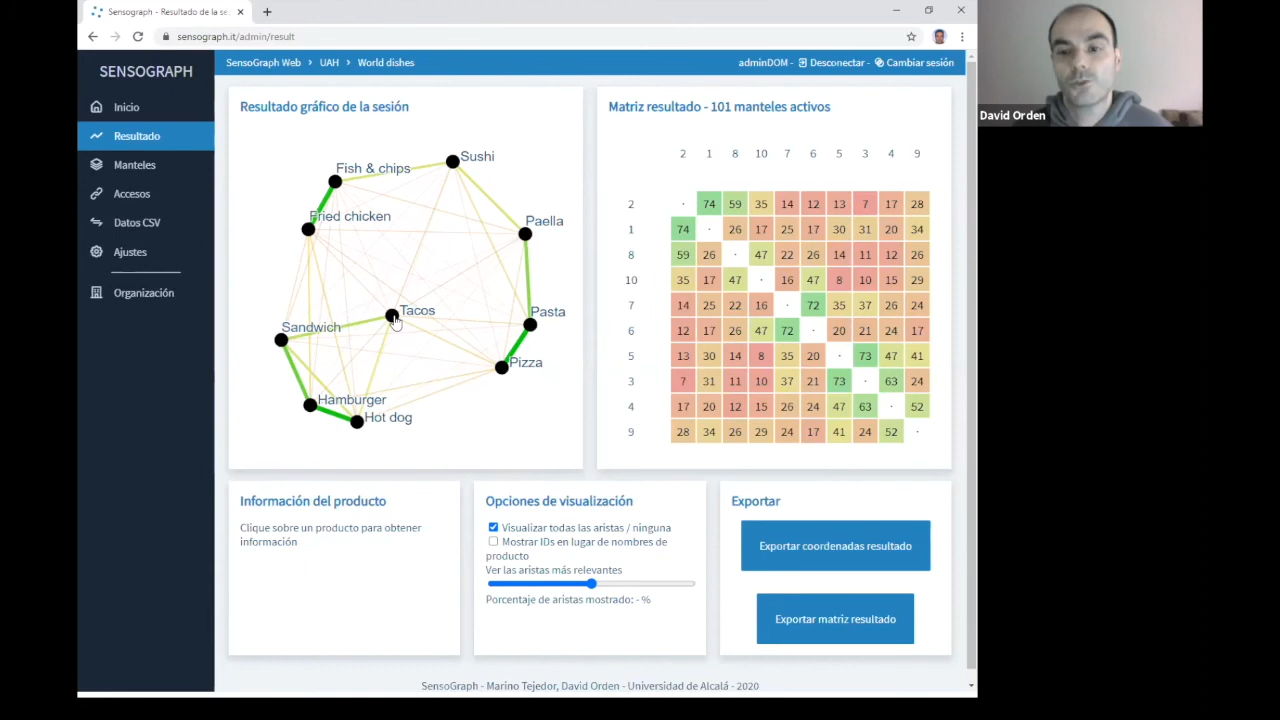 Sensograph - Resultado de la se
sensograph.it/admin/result
SENSOGRAPH
Inicio
Resultado
Manteles
Accesos
Datos CSV
Ajustes
Organización
SensoGraph Web > UAH > World dishes
adminDOM - Desconectar - Cambiar sesión
Resultado gráfico de la sesión
Sushi
Fish & chips
Fried chicken
Paella
Tacos
Pasta
Sandwich
Pizza
Hamburger
Hot dog
Matriz resultado - 101 manteles activos
2 1 8 10 7 6 5 3 4 9
2 · 74 59 35 14 12 13 7 17 28
1 74 · 26 17 25 17 30 31 20 34
8 59 26 · 47 22 26 14 11 12 26
10 35 17 47 · 16 47 8 10 15 29
7 14 25 22 16 · 72 35 37 26 24
6 12 17 26 47 72 · 20 21 24 17
5 13 30 14 8 35 20 · 73 47 41
3 7 31 11 10 37 21 73 · 63 24
4 17 20 12 15 26 24 47 63 · 52
9 28 34 26 29 24 17 41 24 52 ·
Información del producto
Clique sobre un producto para obtener
información
Opciones de visualización
Visualizar todas las aristas / ninguna
Mostrar IDs en lugar de nombres de
producto
Ver las aristas más relevantes
Porcentaje de aristas mostrado: - %
Exportar
Exportar coordenadas resultado
Exportar matriz resultado
SensoGraph - Marino Tejedor, David Orden - Universidad de Alcalá - 2020
David Orden